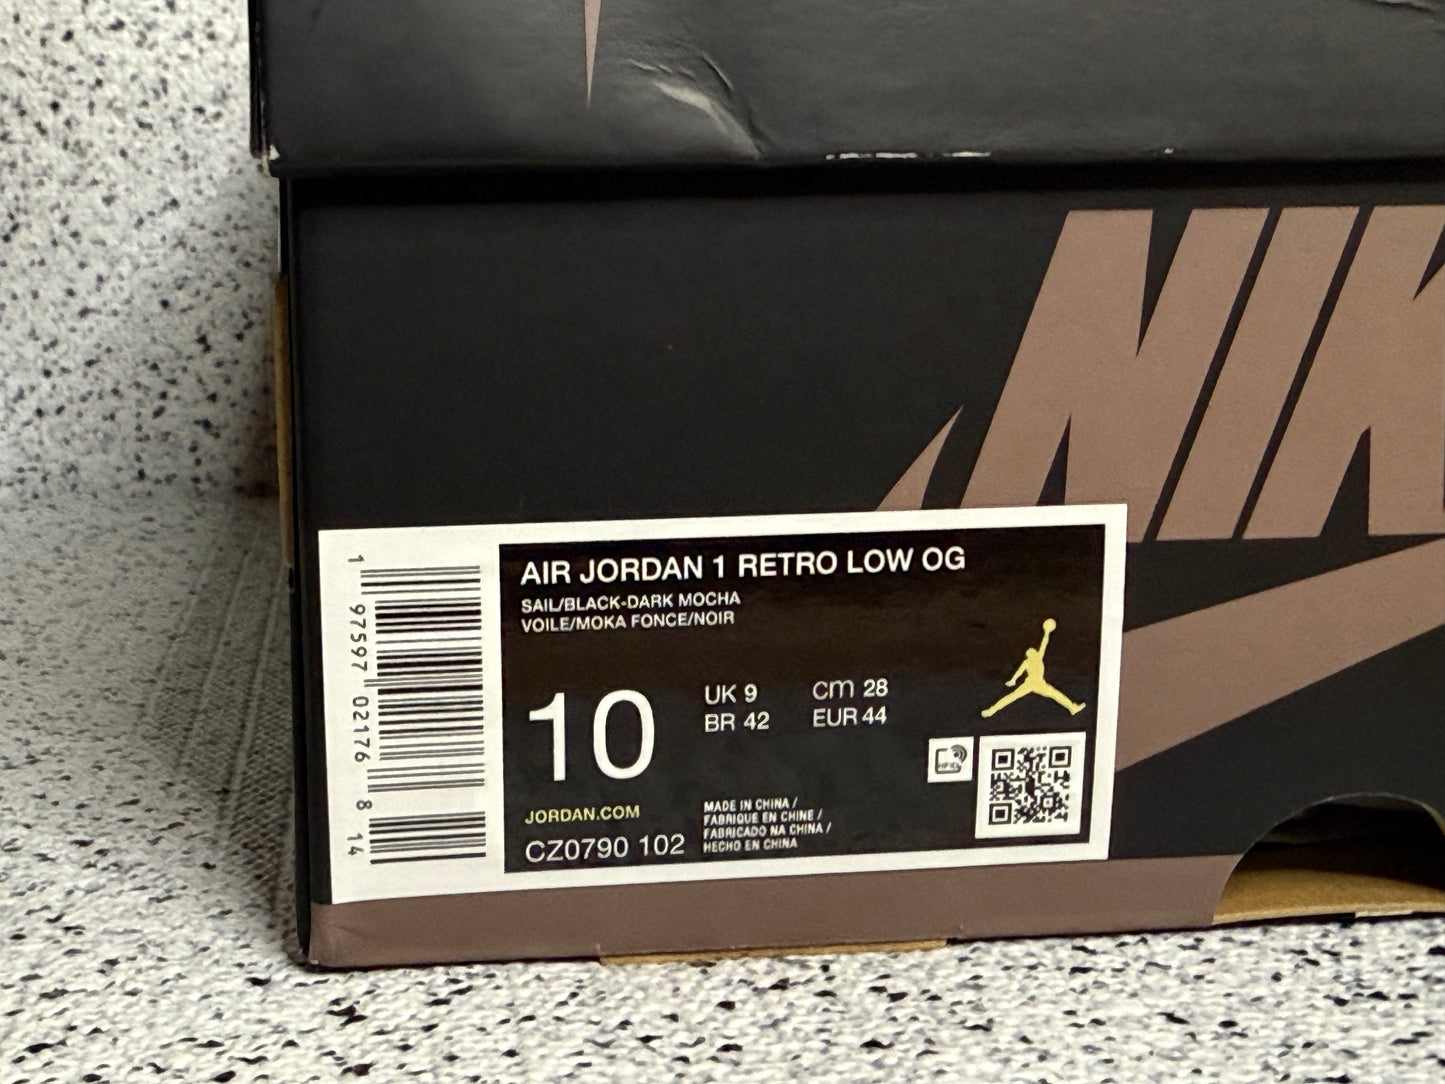 NIK
AIR JORDAN 1 RETRO LOW OG
SAIL/BLACK-DARK MOCHA
VOILE/MOKA FONCE/NOIR
10
UK 9
cm 28
BR 42
EUR 44
JORDAN.COM
CZ0790 102
MADE IN CHINA /
FABRIQUE EN CHINE /
FABRICADO NA CHINA /
HECHO EN CHINA
1 97597 02176 8 14